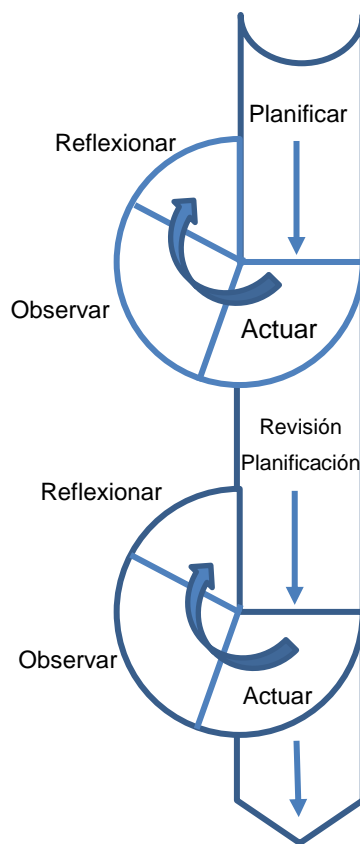 Planificar
Reflexionar
Observar
Actuar
Revisión
Planificación
Reflexionar
Observar
Actuar